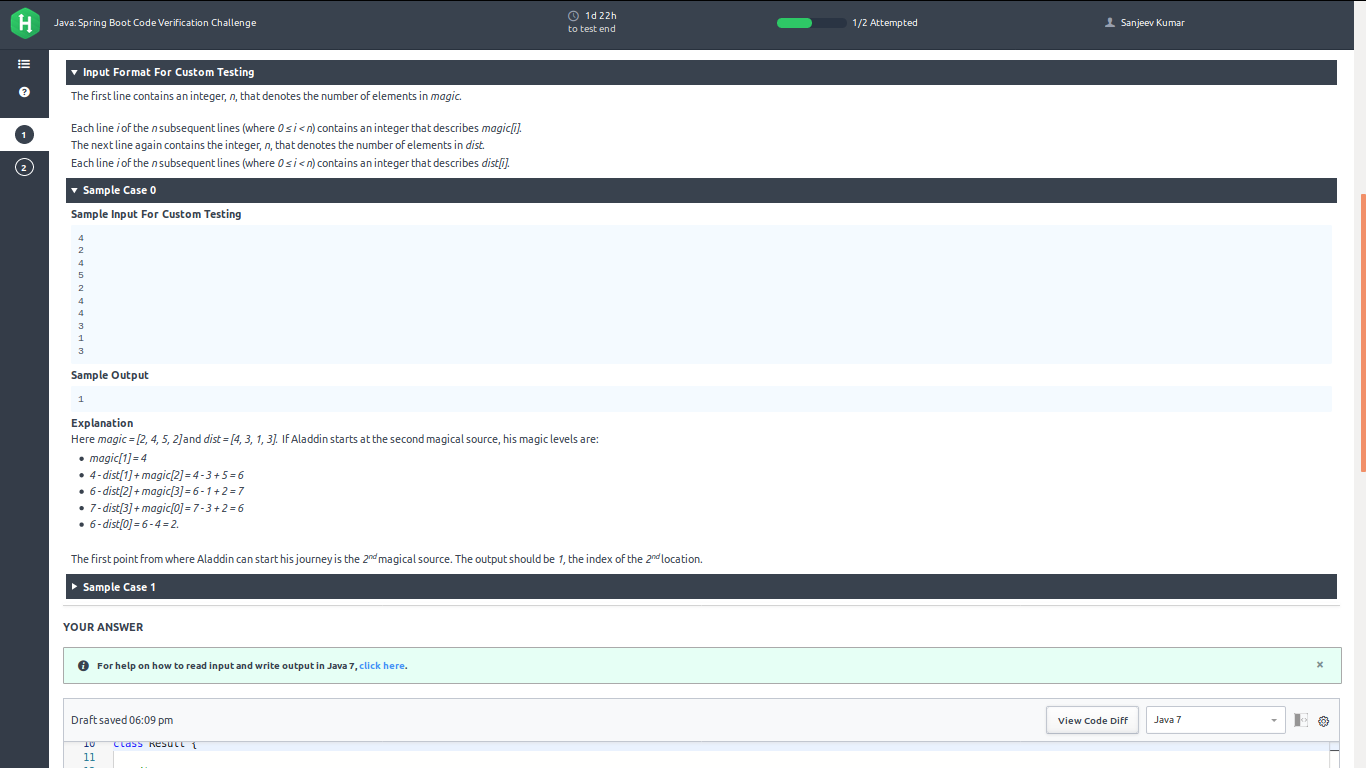 Java: Spring Boot Code Verification Challenge
1d 22h
to test end
1/2 Attempted
Sanjeev Kumar
1
2
Input Format For Custom Testing
The first line contains an integer, n, that denotes the number of elements in magic.
Each line i of the n subsequent lines (where 0 ≤ i < n) contains an integer that describes magic[i].
The next line again contains the integer, n, that denotes the number of elements in dist.
Each line i of the n subsequent lines (where 0 ≤ i < n) contains an integer that describes dist[i].
Sample Case 0
Sample Input For Custom Testing
4
2
4
5
2
4
4
3
1
3
Sample Output
1
Explanation
Here magic = [2, 4, 5, 2] and dist = [4, 3, 1, 3]. If Aladdin starts at the second magical source, his magic levels are:
• magic[1] = 4
• 4 - dist[1] + magic[2] = 4 - 3 + 5 = 6
• 6 - dist[2] + magic[3] = 6 - 1 + 2 = 7
• 7 - dist[3] + magic[0] = 7 - 3 + 2 = 6
• 6 - dist[0] = 6 - 4 = 2.
The first point from where Aladdin can start his journey is the 2nd magical source. The output should be 1, the index of the 2nd location.
Sample Case 1
YOUR ANSWER
For help on how to read input and write output in Java 7, click here.
Draft saved 06:09 pm
View Code Diff
Java 7
10 class Result {
11